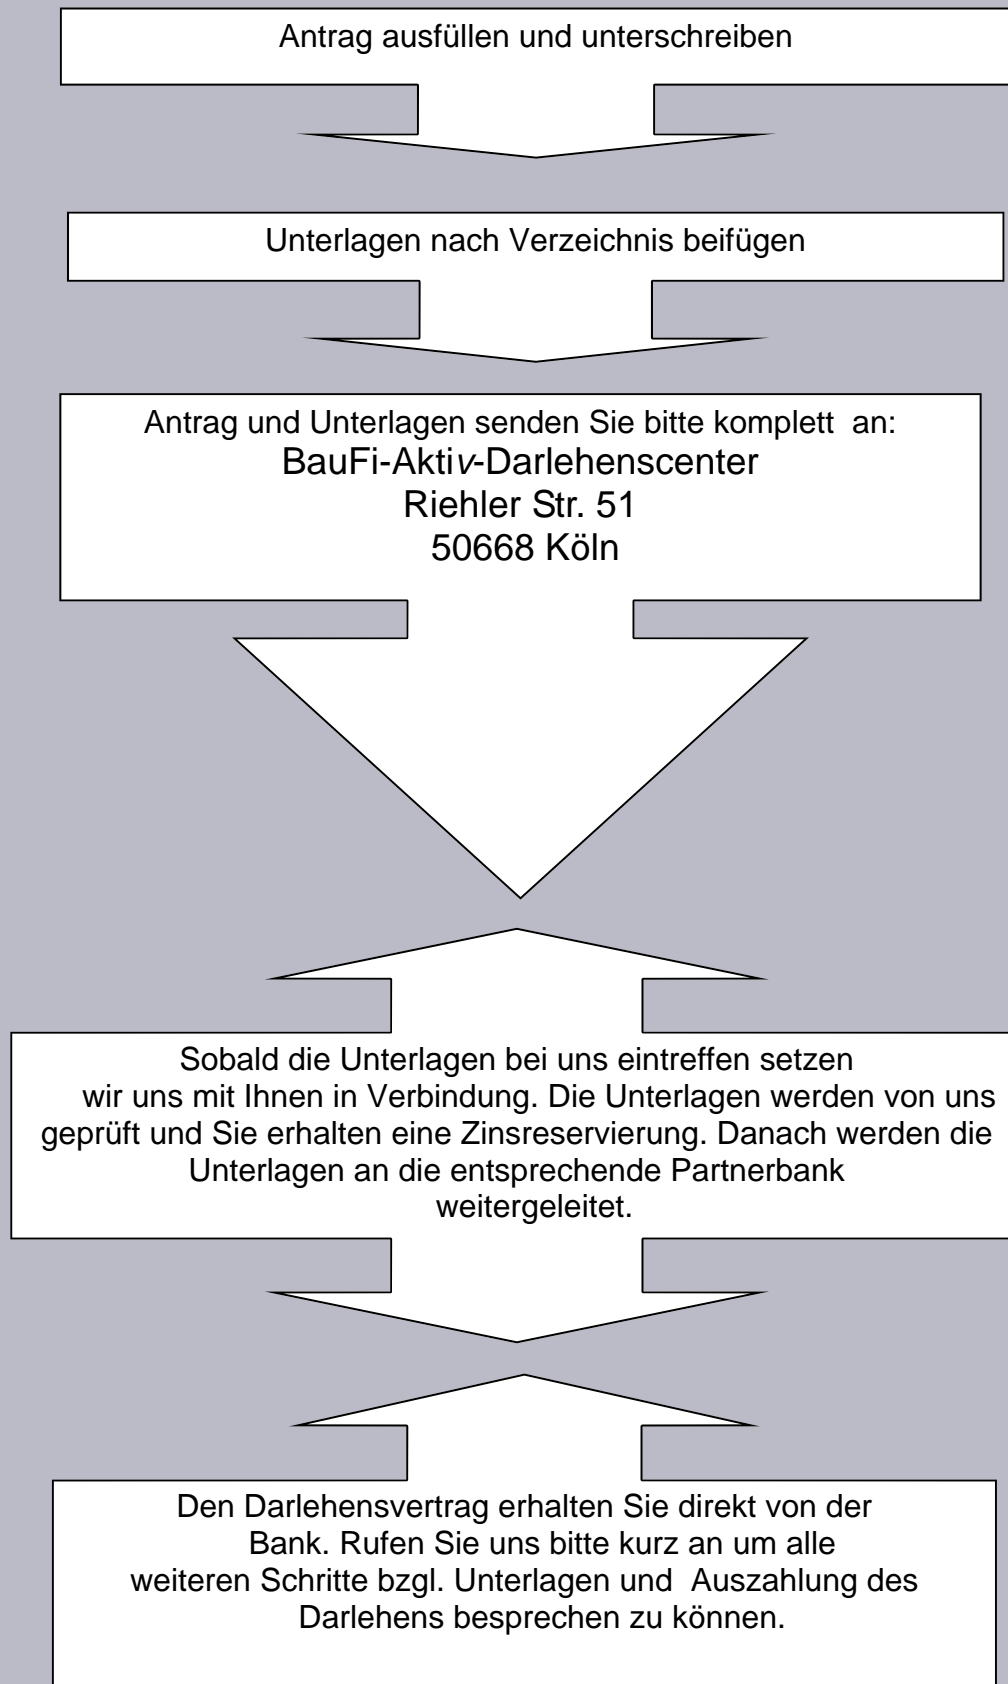 Antrag ausfüllen und unterschreiben
Unterlagen nach Verzeichnis beifügen
Antrag und Unterlagen senden Sie bitte komplett an:
BauFi-Aktiv-Darlehenscenter
Riehler Str. 51
50668 Köln
Sobald die Unterlagen bei uns eintreffen setzen
wir uns mit Ihnen in Verbindung. Die Unterlagen werden von uns
geprüft und Sie erhalten eine Zinsreservierung. Danach werden die
Unterlagen an die entsprechende Partnerbank
weitergeleitet.
Den Darlehensvertrag erhalten Sie direkt von der
Bank. Rufen Sie uns bitte kurz an um alle
weiteren Schritte bzgl. Unterlagen und Auszahlung des
Darlehens besprechen zu können.